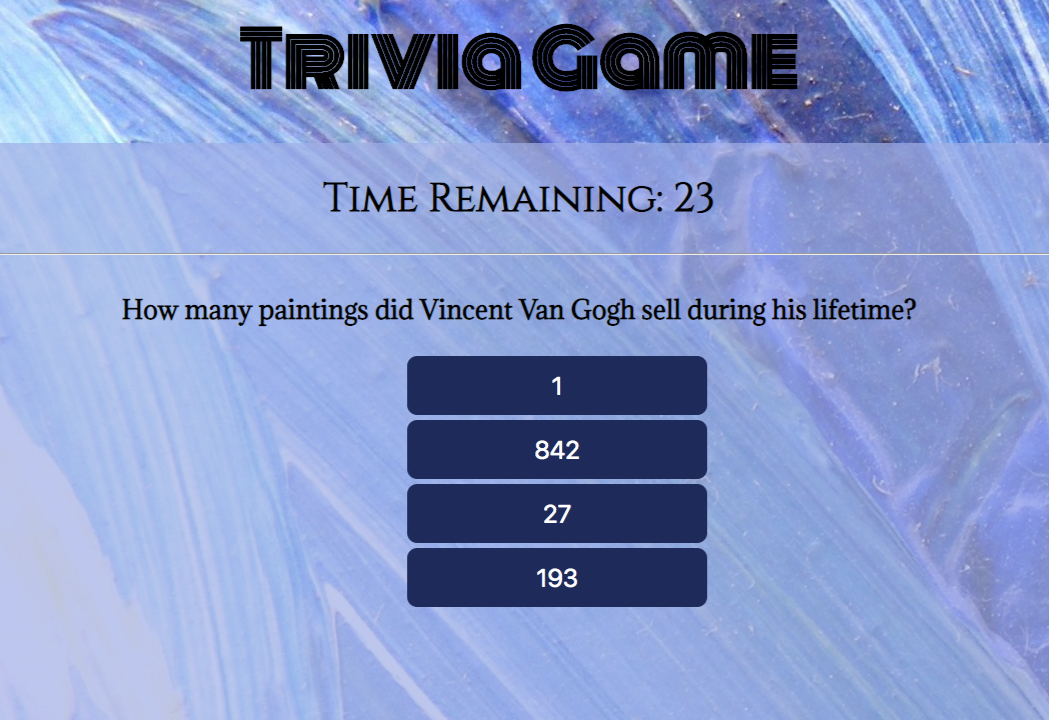 Trivia Game
Time Remaining: 23
How many paintings did Vincent Van Gogh sell during his lifetime?
1
842
27
193